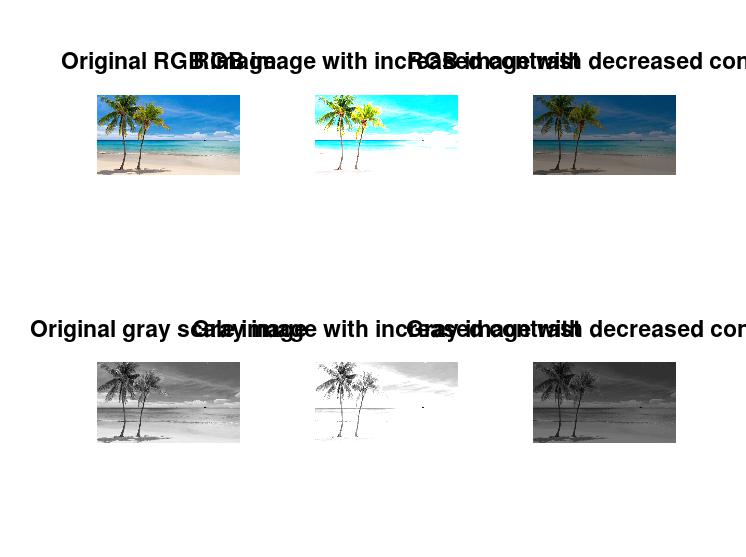 Original RGB image
RGB image with increased contrast
RGB image with decreased con
Original gray scale image
Gray image with increased contrast
Gray image with decreased con